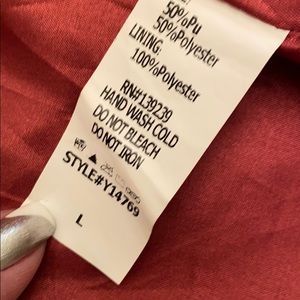 50%Pu
50%Polyester
LINING:
100%Polyester
RN#139239
HAND WASH COLD
DO NOT BLEACH
DO NOT IRON
STYLE#Y14769
L